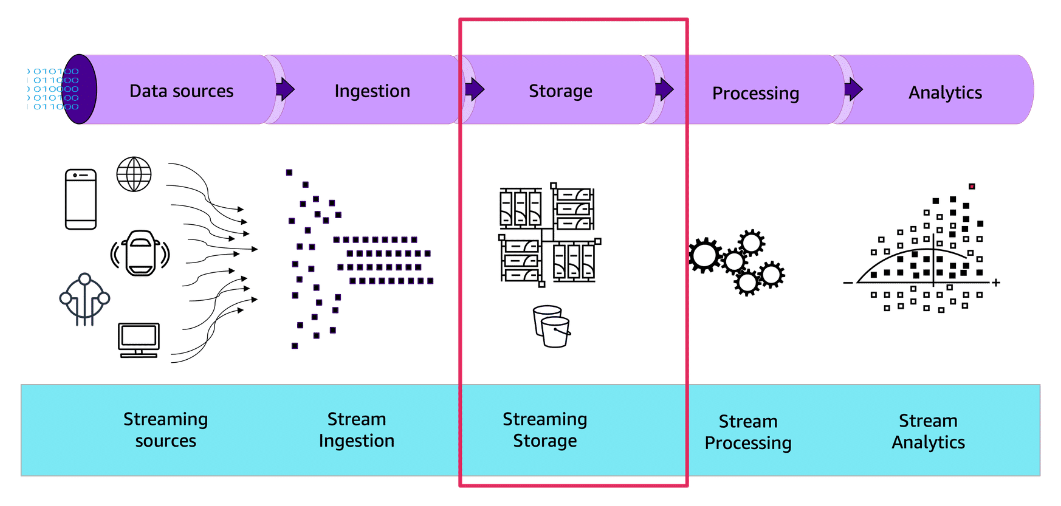 Data sources
Ingestion
Storage
Processing
Analytics
Streaming
sources
Stream
Ingestion
Streaming
Storage
Stream
Processing
Stream
Analytics